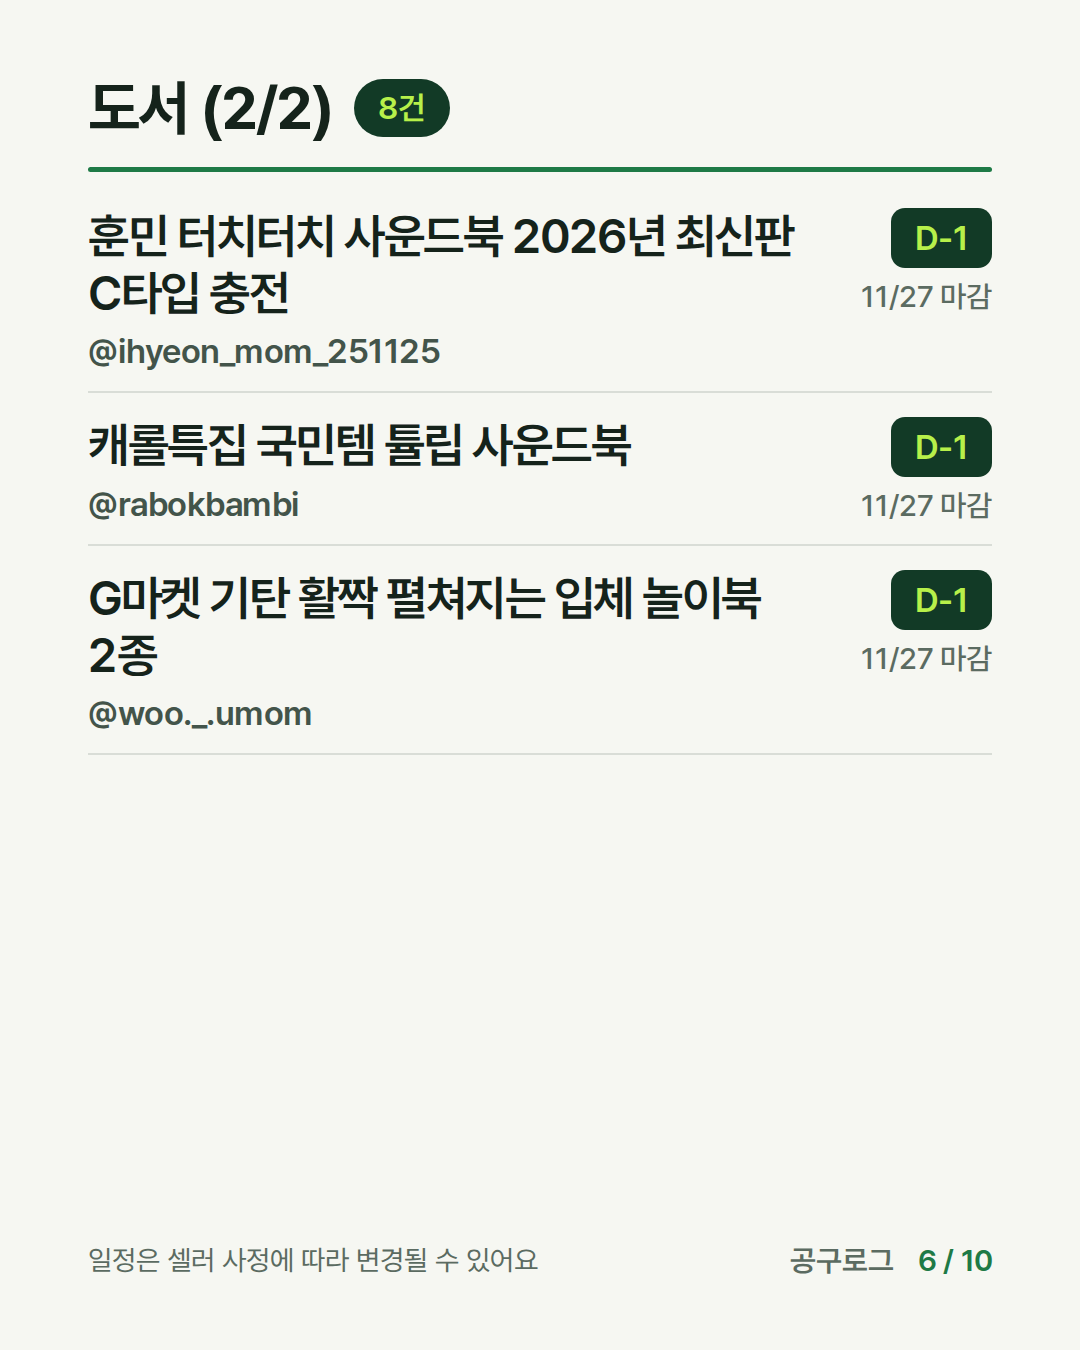 도서 (2/2) 8건
훈민 터치터치 사운드북 2026년 최신판
C타입 충전
D-1
11/27 마감
@ihyeon_mom_251125
캐롤특집 국민템 튤립 사운드북
D-1
@rabokbambi
11/27 마감
G마켓 기탄 활짝 펼쳐지는 입체 놀이북
2종
D-1
11/27 마감
@woo._.umom
일정은 셀러 사정에 따라 변경될 수 있어요
공구로그 6 / 10